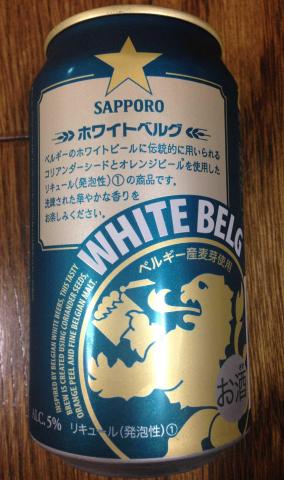 SAPPORO
ホワイトベルグ
ベルギーのホワイトビールに伝統的に用いられる
コリアンダーシードとオレンジピールを使用した
リキュール(発泡性)①の商品です。
洗練された華やかな香りを
お楽しみください。
WHITE BELG
ベルギー産麦芽使用
INSPIRED BY BELGIAN WHITE BEERS, THIS TASTY
BREW IS CREATED USING CORIANDER SEEDS,
ORANGE PEEL AND FINE BELGIAN MALT.
ALC. 5%
お酒
リキュール(発泡性)①